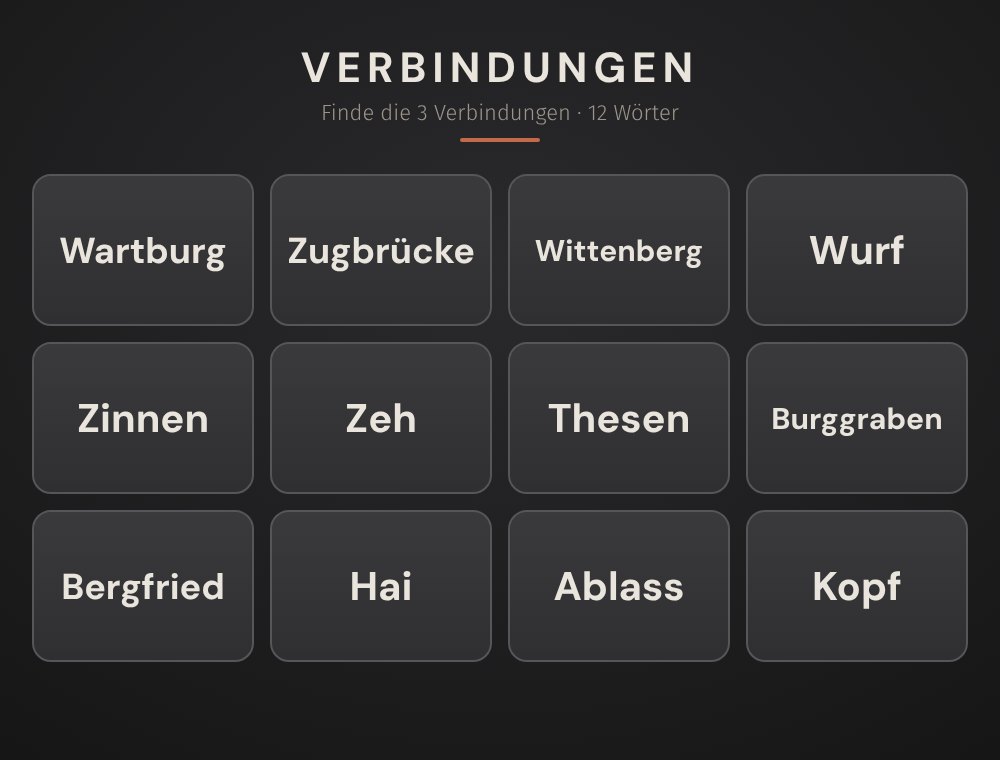 VERBINDUNGEN
Finde die 3 Verbindungen · 12 Wörter
Wartburg Zugbrücke Wittenberg Wurf
Zinnen Zeh Thesen Burggraben
Bergfried Hai Ablass Kopf